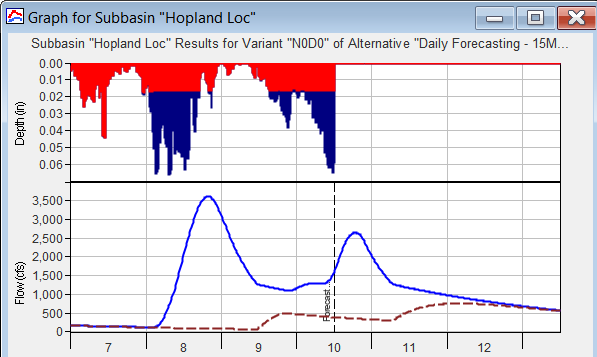 Graph for Subbasin "Hopland Loc"
Subbasin "Hopland Loc" Results for Variant "N0D0" of Alternative "Daily Forecasting - 15M...
Depth (in)
0.00
0.01
0.02
0.03
0.04
0.05
0.06
Flow (cfs)
3,500
3,000
2,500
2,000
1,500
1,000
500
0
Forecast...
7 8 9 10 11 12